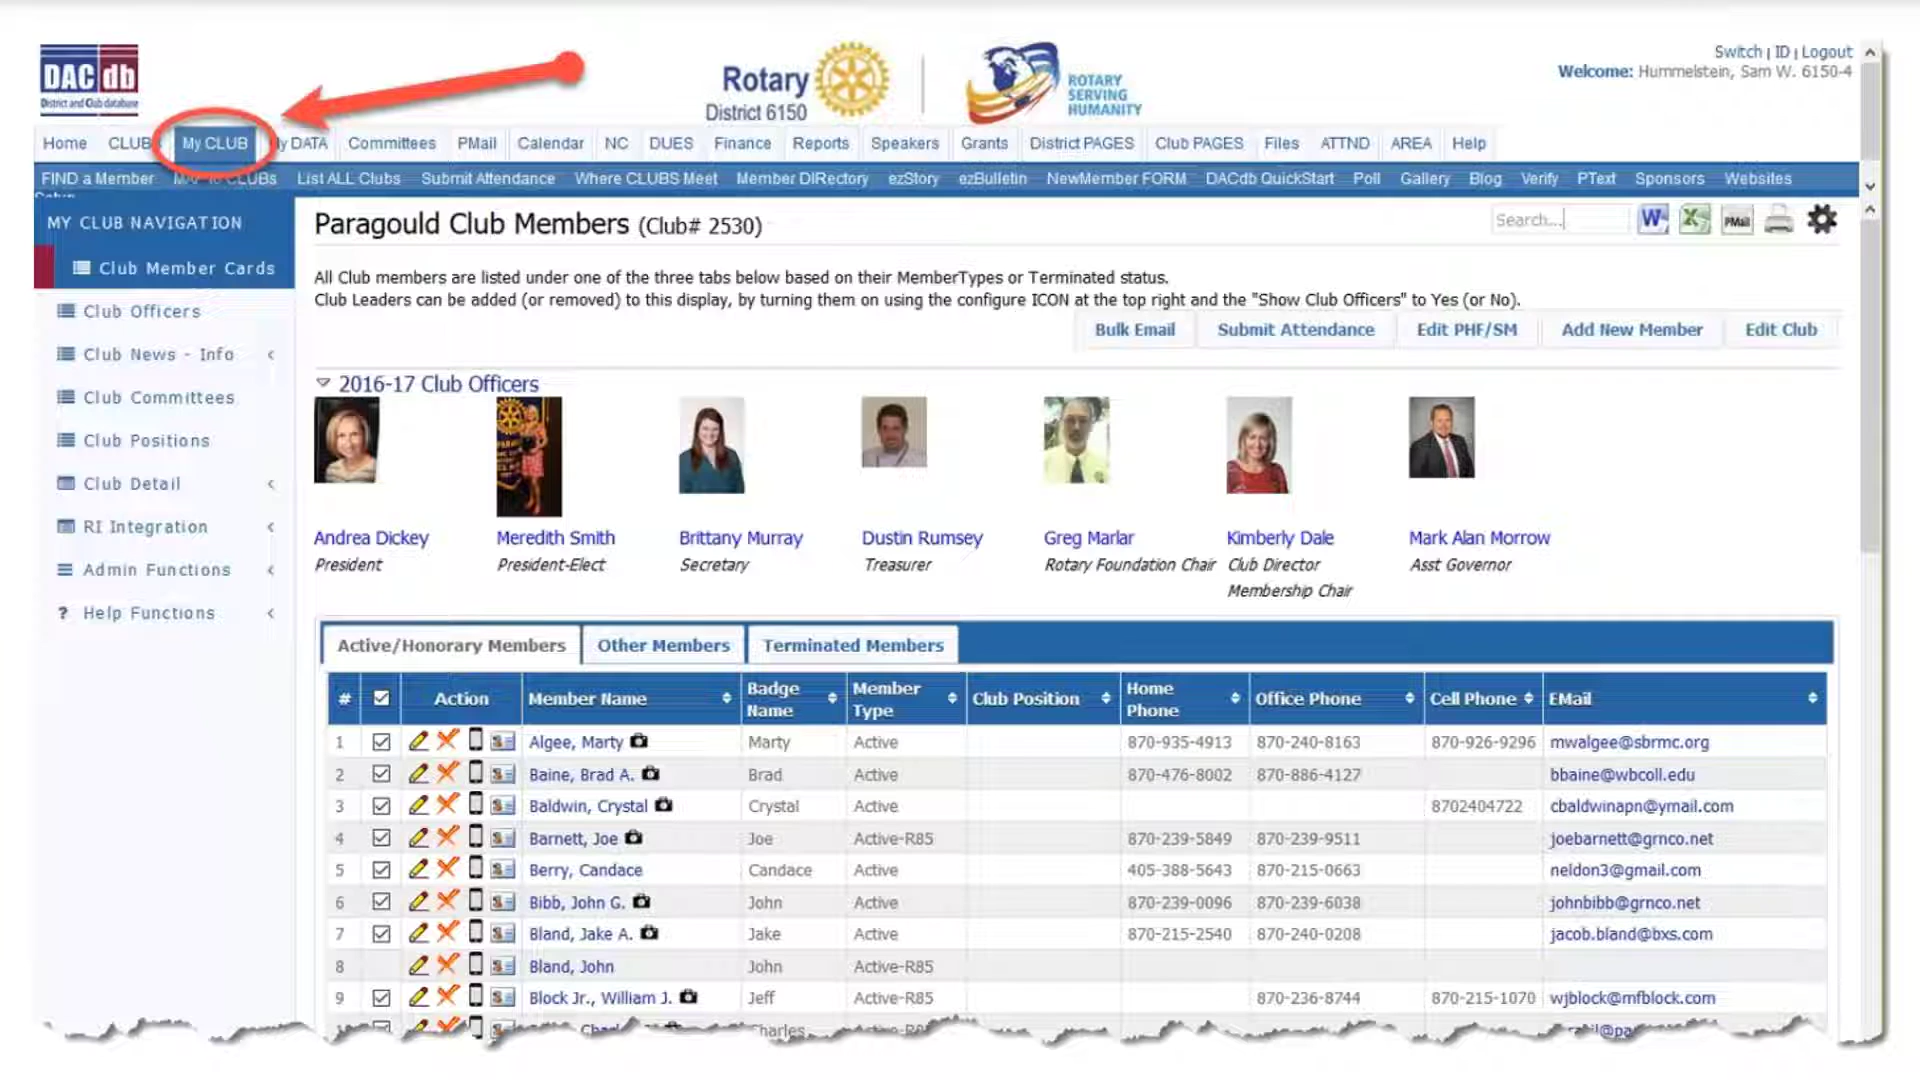 DAC db
District and Club database
Rotary
District 6150
ROTARY
SERVING
HUMANITY
Switch | ID | Logout
Welcome: Hummelstein, Sam W. 6150-4
Home CLUB My CLUB My DATA Committees PMail Calendar NC DUES Finance Reports Speakers Grants District PAGES Club PAGES Files ATTND AREA Help
FIND a Member CLUBs List ALL Clubs Submit Attendance Where CLUBS Meet Member DIRectory ezStory ezBulletin NewMember FORM DACdb QuickStart Poll Gallery Blog Verify PText Sponsors Websites
MY CLUB NAVIGATION
Club Member Cards
Club Officers
Club News - Info <
Club Committees
Club Positions
Club Detail <
RI Integration <
Admin Functions <
? Help Functions <
Paragould Club Members (Club# 2530)
Search...
PMail
All Club members are listed under one of the three tabs below based on their MemberTypes or Terminated status.
Club Leaders can be added (or removed) to this display, by turning them on using the configure ICON at the top right and the "Show Club Officers" to Yes (or No).
Bulk Email Submit Attendance Edit PHF/SM Add New Member Edit Club
2016-17 Club Officers
Andrea Dickey Meredith Smith Brittany Murray Dustin Rumsey Greg Marlar Kimberly Dale Mark Alan Morrow
President President-Elect Secretary Treasurer Rotary Foundation Chair Club Director Asst Governor
Membership Chair
Active/Honorary Members Other Members Terminated Members
# Action Member Name Badge Name Member Type Club Position Home Phone Office Phone Cell Phone EMail
1 Algee, Marty Marty Active 870-935-4913 870-240-8163 870-926-9296 mwalgee@sbrmc.org
2 Baine, Brad A. Brad Active 870-476-8002 870-886-4127 bbaine@wbcoll.edu
3 Baldwin, Crystal Crystal Active 8702404722 cbaldwinapn@ymail.com
4 Barnett, Joe Joe Active-R85 870-239-5849 870-239-9511 joebarnett@grnco.net
5 Berry, Candace Candace Active 405-388-5643 870-215-0663 neldon3@gmail.com
6 Bibb, John G. John Active 870-239-0096 870-239-6038 johnbibb@grnco.net
7 Bland, Jake A. Jake Active 870-215-2540 870-240-0208 jacob.bland@bxs.com
8 Bland, John John Active-R85
9 Block Jr., William J. Jeff Active-R85 870-236-8744 870-215-1070 wjblock@mfblock.com
Charles